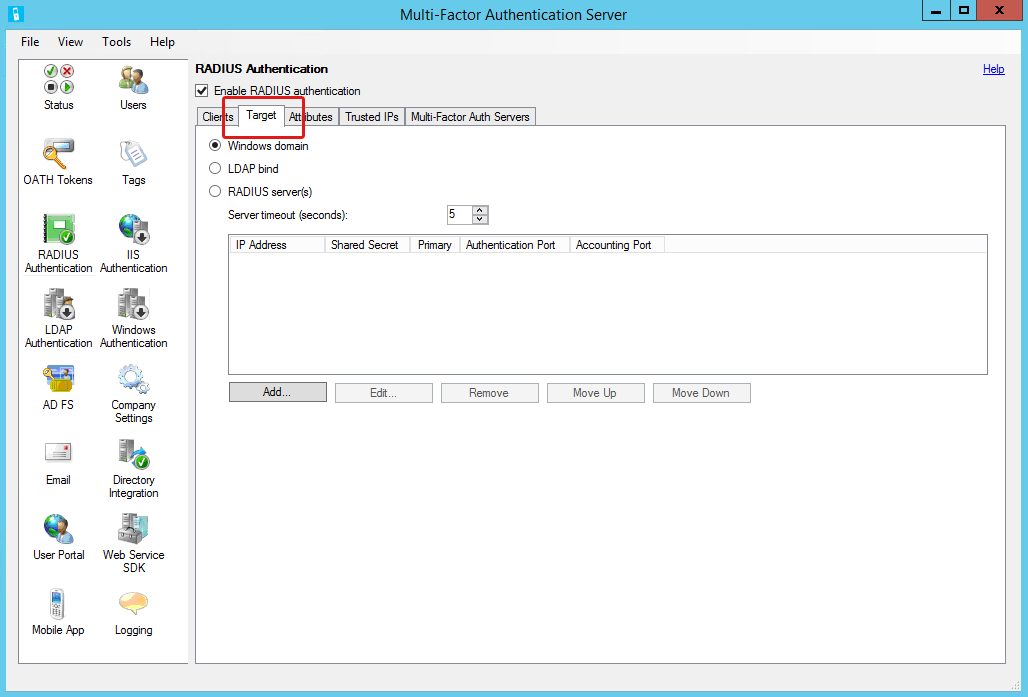 Multi-Factor Authentication Server
File View Tools Help
Status
Users
OATH Tokens
Tags
RADIUS
Authentication
IIS
Authentication
LDAP
Authentication
Windows
Authentication
AD FS
Company
Settings
Email
Directory
Integration
User Portal
Web Service
SDK
Mobile App
Logging
RADIUS Authentication
Help
Enable RADIUS authentication
Clients Target Attributes Trusted IPs Multi-Factor Auth Servers
Windows domain
LDAP bind
RADIUS server(s)
Server timeout (seconds): 5
IP Address Shared Secret Primary Authentication Port Accounting Port
Add... Edit... Remove Move Up Move Down